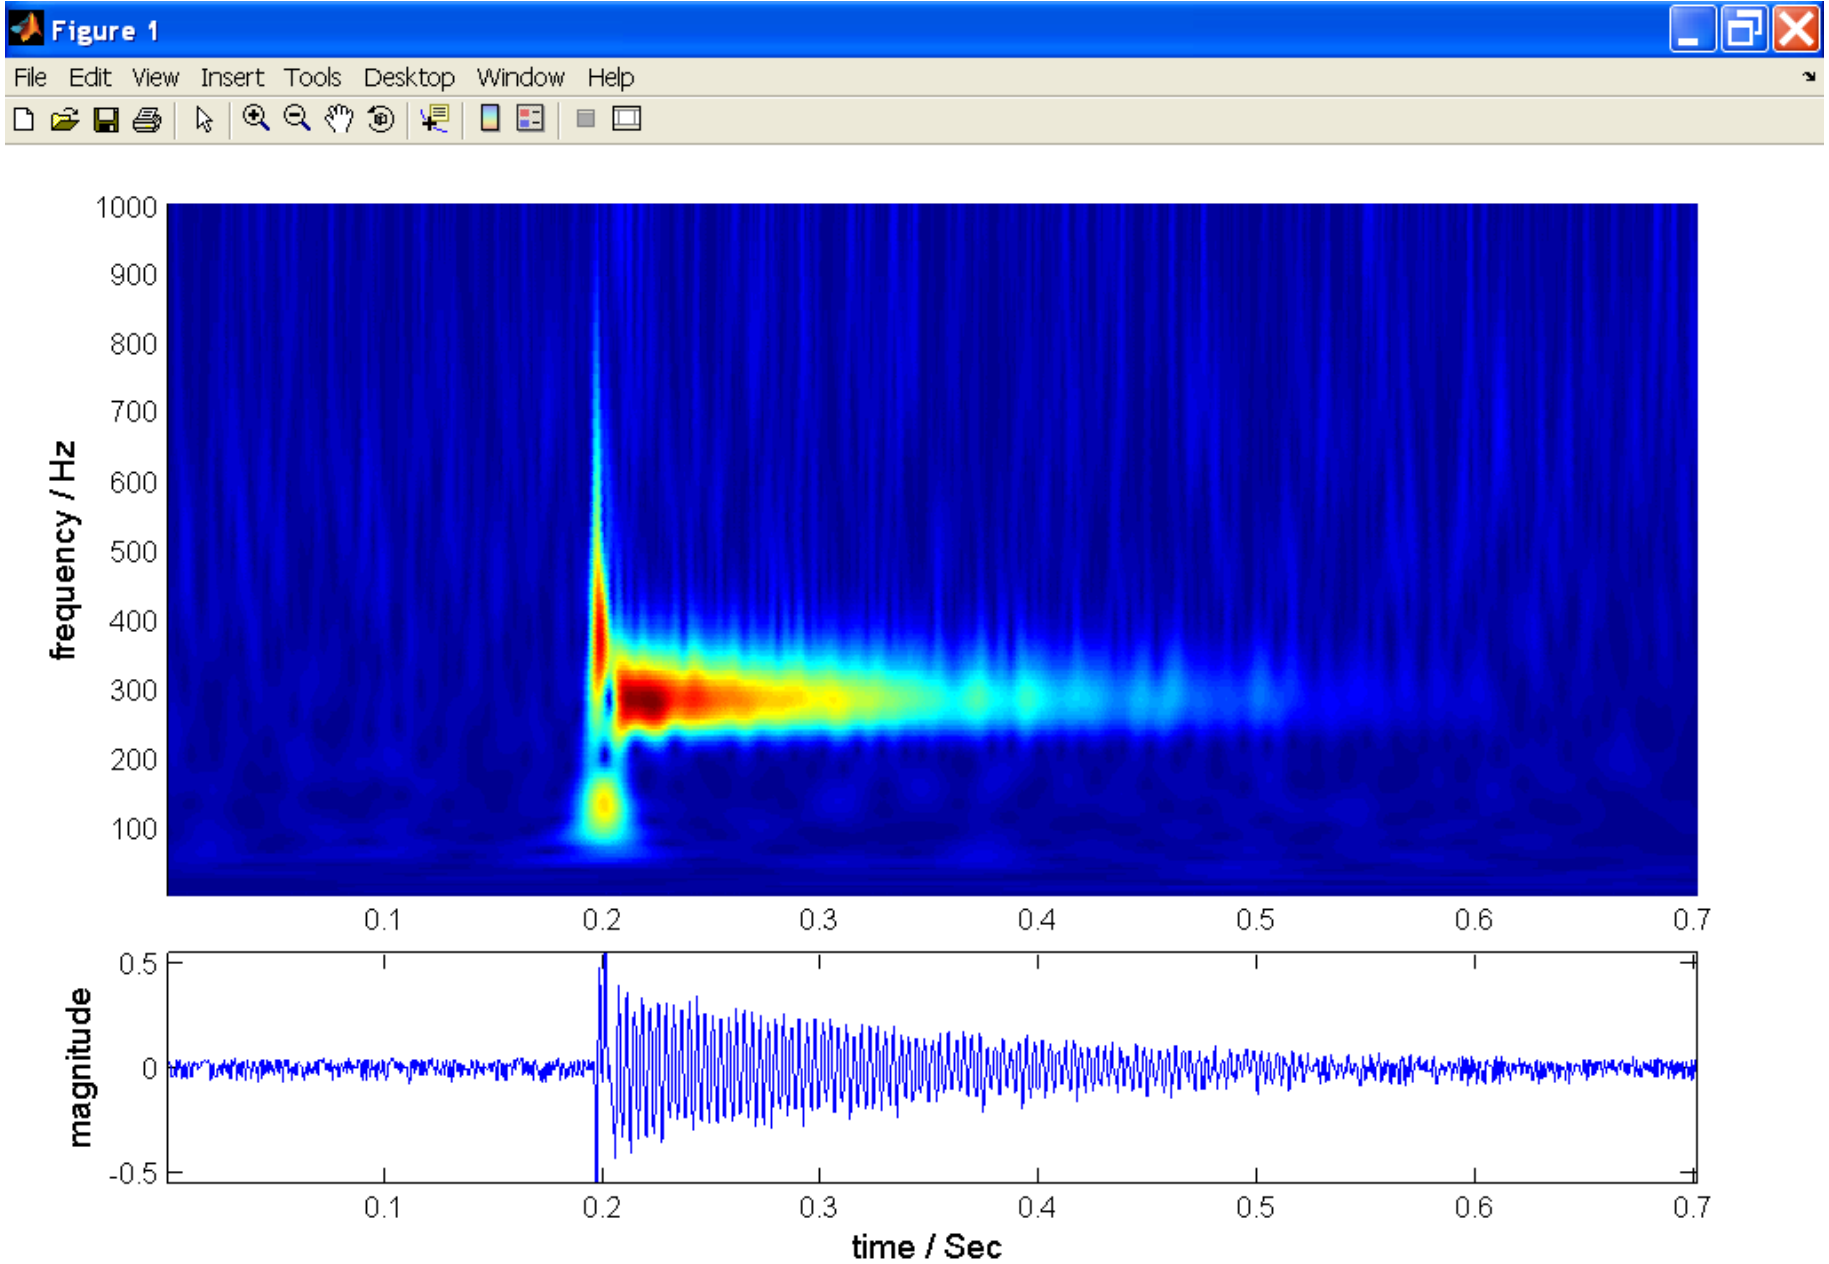 Figure 1
File Edit View Insert Tools Desktop Window Help
1000
900
800
700
600
500
400
300
200
100
frequency / Hz
0.1 0.2 0.3 0.4 0.5 0.6 0.7
0.5
0
-0.5
magnitude
0.1 0.2 0.3 0.4 0.5 0.6 0.7
time / Sec